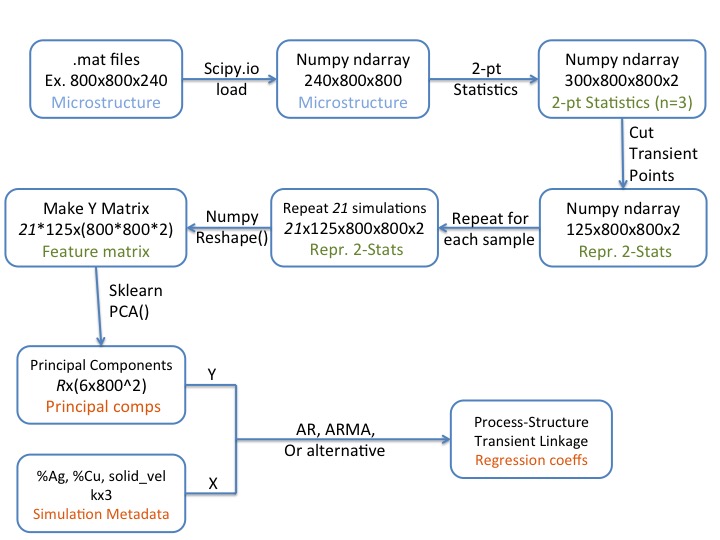 .mat files
Ex. 800x800x240
Microstructure
Scipy.io
load
Numpy ndarray
240x800x800
Microstructure
2-pt
Statistics
Numpy ndarray
300x800x800x2
2-pt Statistics (n=3)
Cut
Transient
Points
Numpy ndarray
125x800x800x2
Repr. 2-Stats
Repeat for
each sample
Repeat 21 simulations
21x125x800x800x2
Repr. 2-Stats
Numpy
Reshape()
Make Y Matrix
21*125x(800*800*2)
Feature matrix
Sklearn
PCA()
Principal Components
Rx(6x800^2)
Principal comps
Y
%Ag, %Cu, solid_vel
kx3
Simulation Metadata
X
AR, ARMA,
Or alternative
Process-Structure
Transient Linkage
Regression coeffs